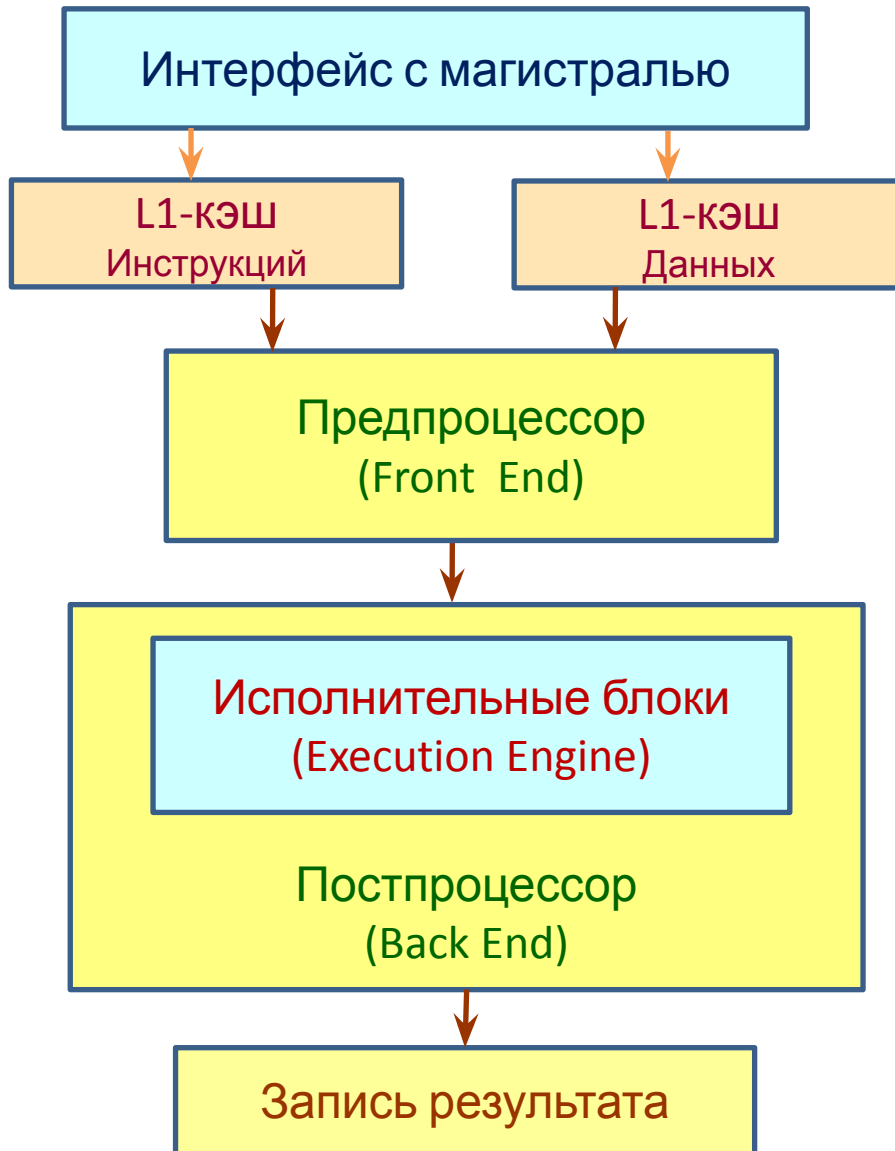 Интерфейс с магистралью
L1-кэш
Инструкций
L1-кэш
Данных
Предпроцессор
(Front End)
Исполнительные блоки
(Execution Engine)
Постпроцессор
(Back End)
Запись результата